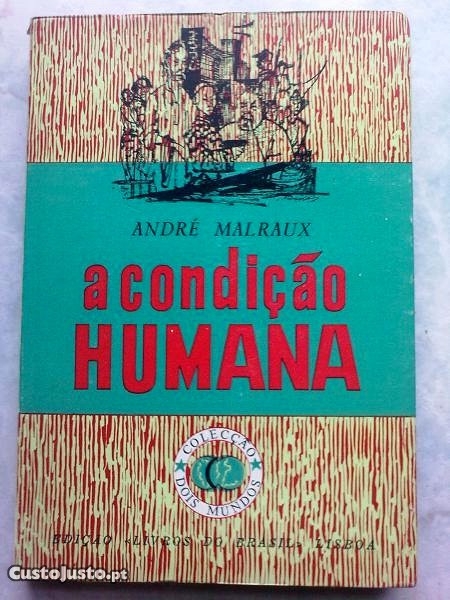 ANDRÉ MALRAUX
a condição
HUMANA
COLECÇÃO
DOIS MUNDOS
EDIÇÃO «LIVROS DO BRASIL» LISBOA
CustoJusto.pt